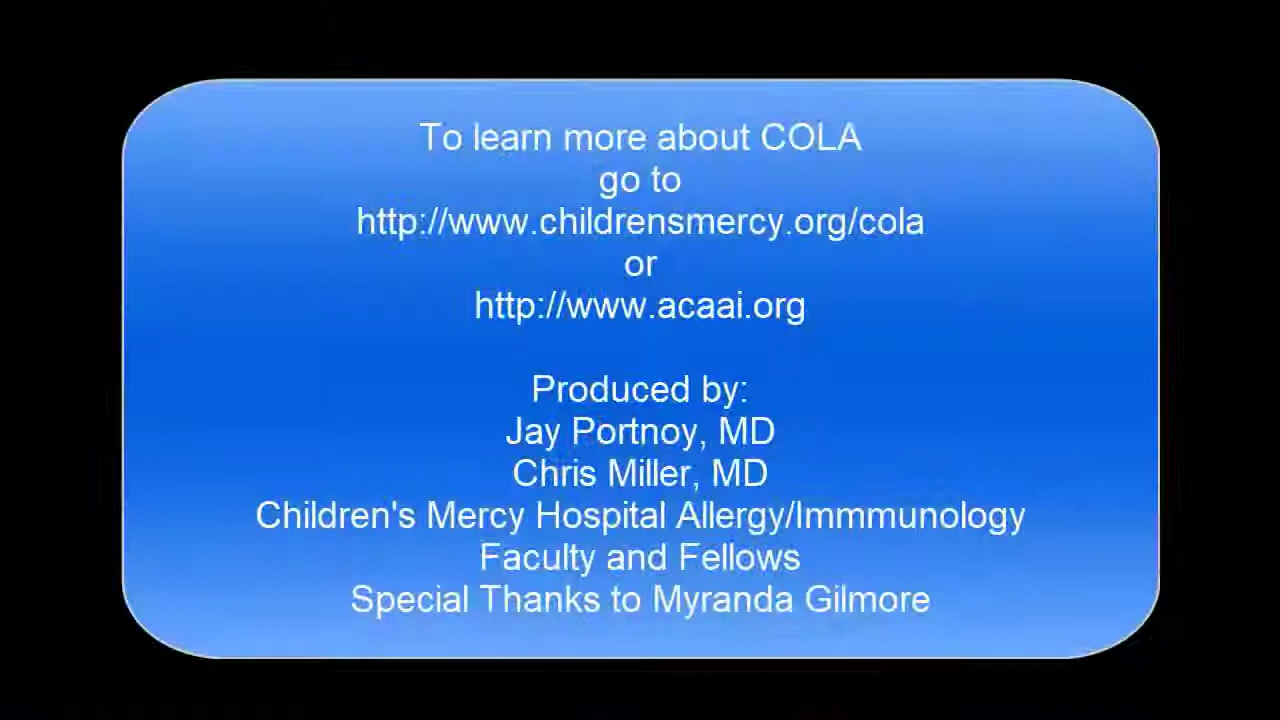 To learn more about COLA
go to
http://www.childrensmercy.org/cola
or
http://www.acaai.org
Produced by:
Jay Portnoy, MD
Chris Miller, MD
Children's Mercy Hospital Allergy/Immmunology
Faculty and Fellows
Special Thanks to Myranda Gilmore